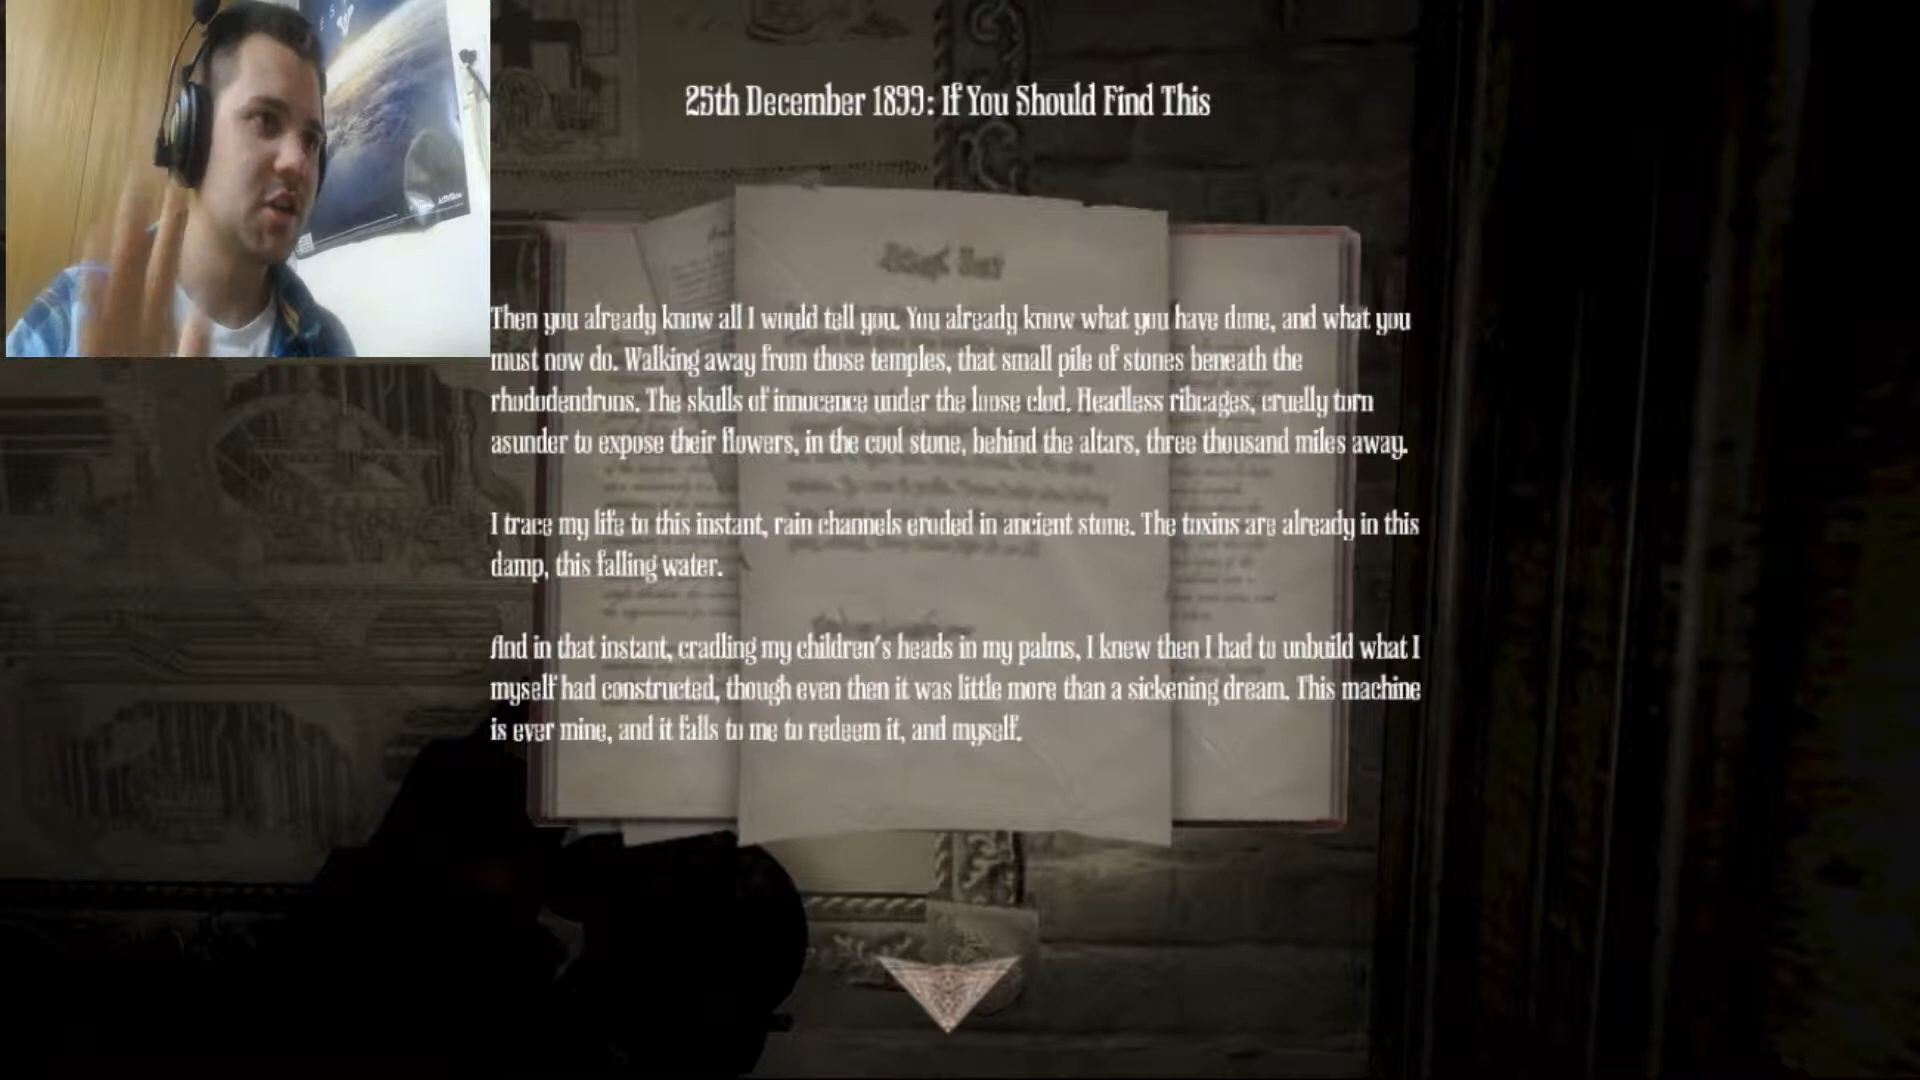 25th December 1899: If You Should Find This
Then you already know all I would tell you. You already know what you have done, and what you
must now do. Walking away from those temples, that small pile of stones beneath the
rhododendrons. The skulls of innocence under the loose clod. Headless ribcages, cruelly torn
asunder to expose their flowers, in the cool stone, behind the altars, three thousand miles away.
I trace my life to this instant, rain channels eroded in ancient stone. The toxins are already in this
damp, this falling water.
And in that instant, cradling my children's heads in my palms, I knew then I had to unbuild what I
myself had constructed, though even then it was little more than a sickening dream. This machine
is ever mine, and it falls to me to redeem it, and myself.